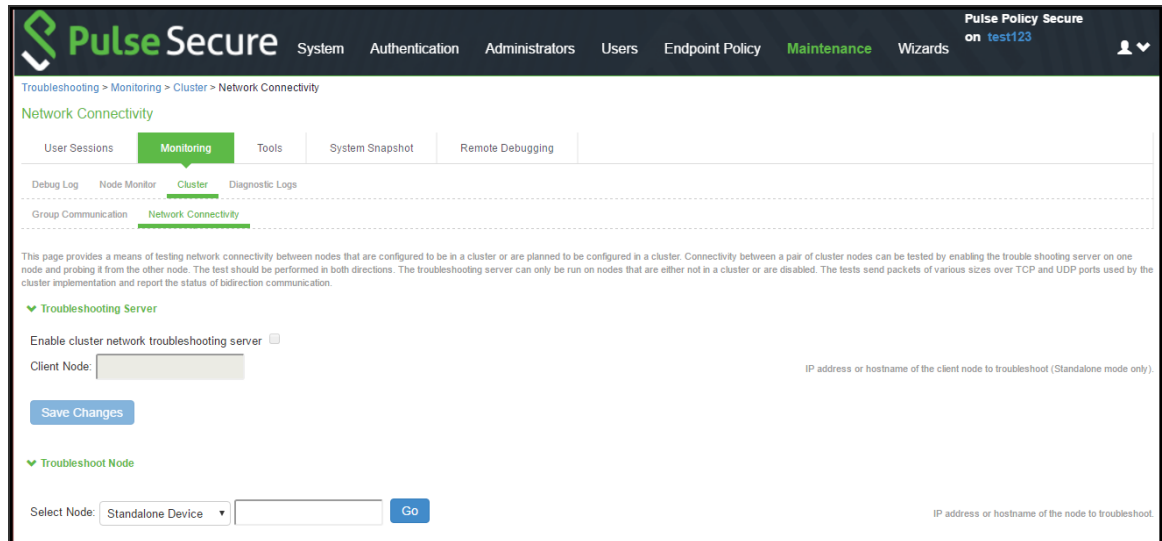 Pulse Secure
System Authentication Administrators Users Endpoint Policy Maintenance Wizards
Pulse Policy Secure
on test123
Troubleshooting > Monitoring > Cluster > Network Connectivity
Network Connectivity
User Sessions Monitoring Tools System Snapshot Remote Debugging
Debug Log Node Monitor Cluster Diagnostic Logs
Group Communication Network Connectivity
This page provides a means of testing network connectivity between nodes that are configured to be in a cluster or are planned to be configured in a cluster. Connectivity between a pair of cluster nodes can be tested by enabling the trouble shooting server on one
node and probing it from the other node. The test should be performed in both directions. The troubleshooting server can only be run on nodes that are either not in a cluster or are disabled. The tests send packets of various sizes over TCP and UDP ports used by the
cluster implementation and report the status of bidirection communication.
Troubleshooting Server
Enable cluster network troubleshooting server
Client Node: IP address or hostname of the client node to troubleshoot (Standalone mode only).
Save Changes
Troubleshoot Node
Select Node: Standalone Device Go IP address or hostname of the node to troubleshoot.